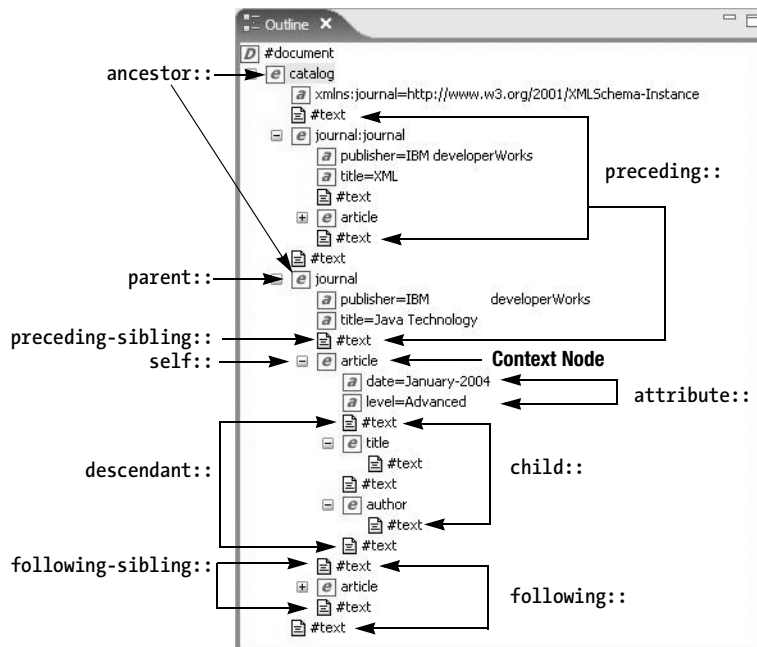 Outline
D #document
ancestor::
e catalog
a xmlns:journal=http://www.w3.org/2001/XMLSchema-Instance
#text
e journal:journal
a publisher=IBM developerWorks
a title=XML
preceding::
#text
e article
#text
#text
parent::
e journal
a publisher=IBM developerWorks
a title=Java Technology
preceding-sibling::
#text
self::
e article
Context Node
a date=January-2004
a level=Advanced
attribute::
#text
e title
#text
descendant::
child::
#text
e author
#text
#text
following-sibling::
#text
e article
following::
#text
#text